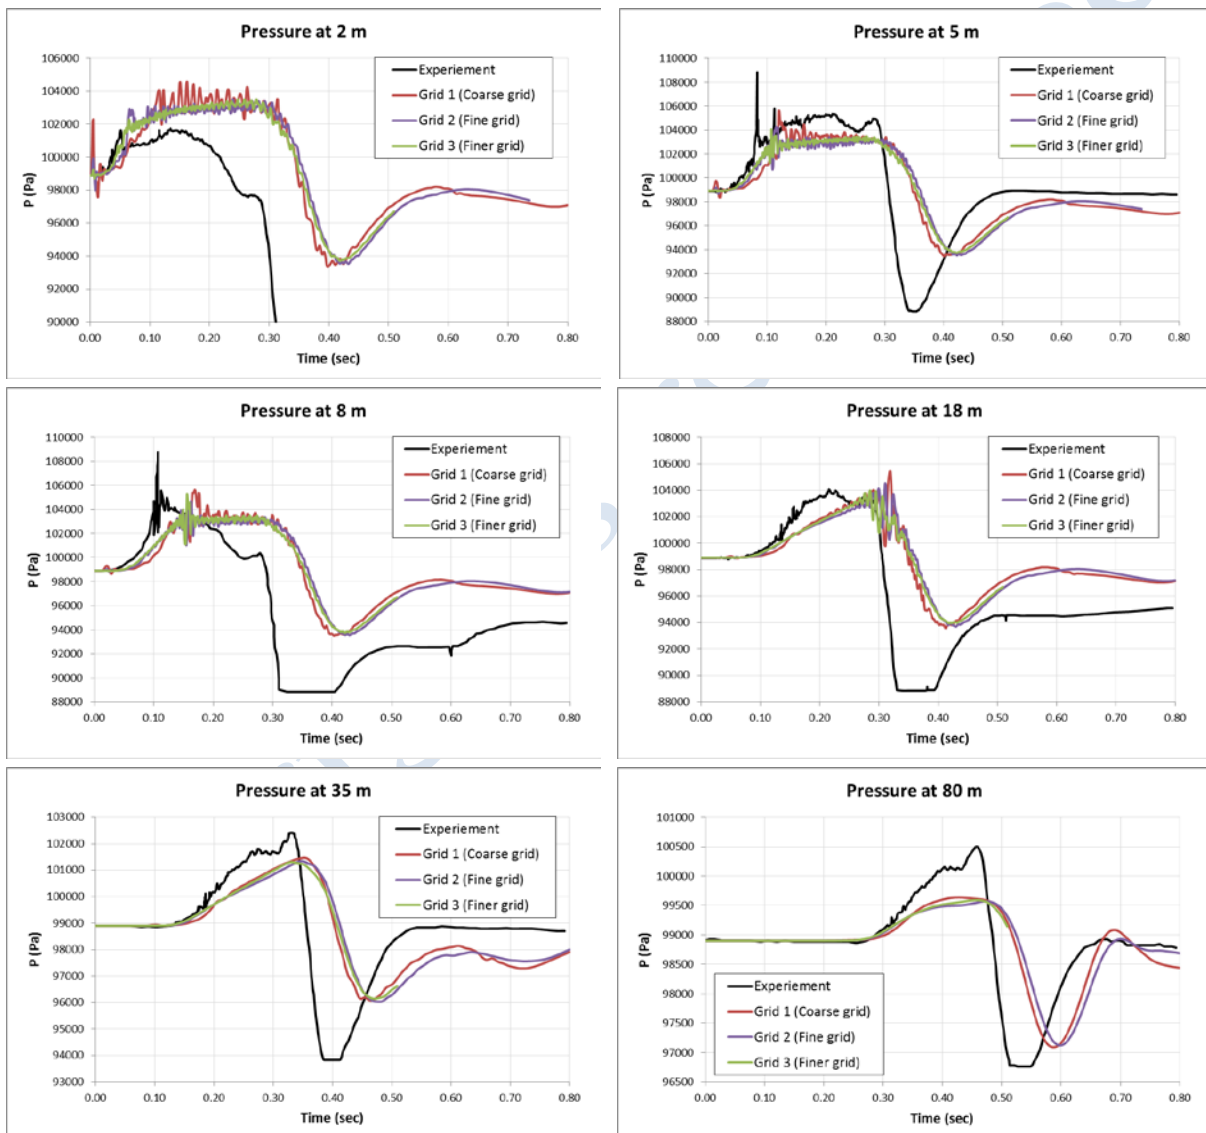 Pressure at 2 m
106000
104000
102000
100000
98000
96000
94000
92000
90000
P (Pa)
Experiement
Grid 1 (Coarse grid)
Grid 2 (Fine grid)
Grid 3 (Finer grid)
0.00 0.10 0.20 0.30 0.40 0.50 0.60 0.70 0.80
Time (sec)
Pressure at 5 m
110000
108000
106000
104000
102000
100000
98000
96000
94000
92000
90000
88000
P (Pa)
Experiement
Grid 1 (Coarse grid)
Grid 2 (Fine grid)
Grid 3 (Finer grid)
0.00 0.10 0.20 0.30 0.40 0.50 0.60 0.70 0.80
Time (sec)
Pressure at 8 m
110000
108000
106000
104000
102000
100000
98000
96000
94000
92000
90000
88000
P (Pa)
Experiement
Grid 1 (Coarse grid)
Grid 2 (Fine grid)
Grid 3 (Finer grid)
0.00 0.10 0.20 0.30 0.40 0.50 0.60 0.70 0.80
Time (sec)
Pressure at 18 m
108000
106000
104000
102000
100000
98000
96000
94000
92000
90000
88000
P (Pa)
Experiement
Grid 1 (Coarse grid)
Grid 2 (Fine grid)
Grid 3 (Finer grid)
0.00 0.10 0.20 0.30 0.40 0.50 0.60 0.70 0.80
Time (sec)
Pressure at 35 m
103000
102000
101000
100000
99000
98000
97000
96000
95000
94000
93000
P (Pa)
Experiement
Grid 1 (Coarse grid)
Grid 2 (Fine grid)
Grid 3 (Finer grid)
0.00 0.10 0.20 0.30 0.40 0.50 0.60 0.70 0.80
Time (sec)
Pressure at 80 m
101000
100500
100000
99500
99000
98500
98000
97500
97000
96500
P (Pa)
Experiement
Grid 1 (Coarse grid)
Grid 2 (Fine grid)
Grid 3 (Finer grid)
0.00 0.10 0.20 0.30 0.40 0.50 0.60 0.70 0.80
Time (sec)